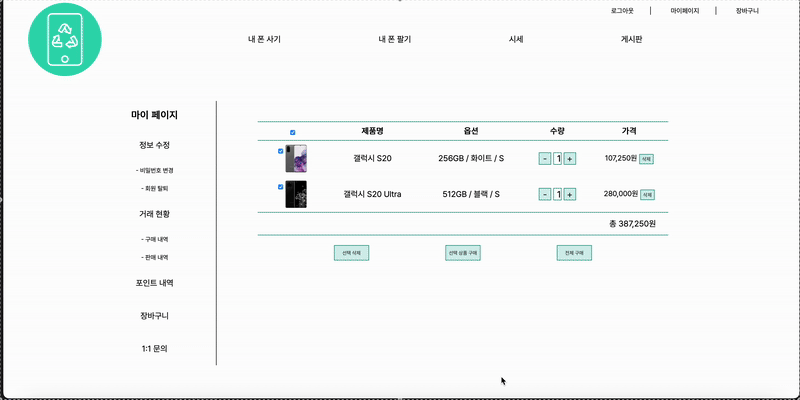 로그아웃 마이페이지 장바구니
내 폰 사기 내 폰 팔기 시세 게시판
마이 페이지
정보 수정
- 비밀번호 변경
- 회원 탈퇴
거래 현황
- 구매 내역
- 판매 내역
포인트 내역
장바구니
1:1 문의
제품명 옵션 수량 가격
갤럭시 S20 256GB / 화이트 / S - 1 + 107,250원 삭제
갤럭시 S20 Ultra 512GB / 블랙 / S - 1 + 280,000원 삭제
총 387,250원
선택 삭제 선택 상품 구매 전체 구매